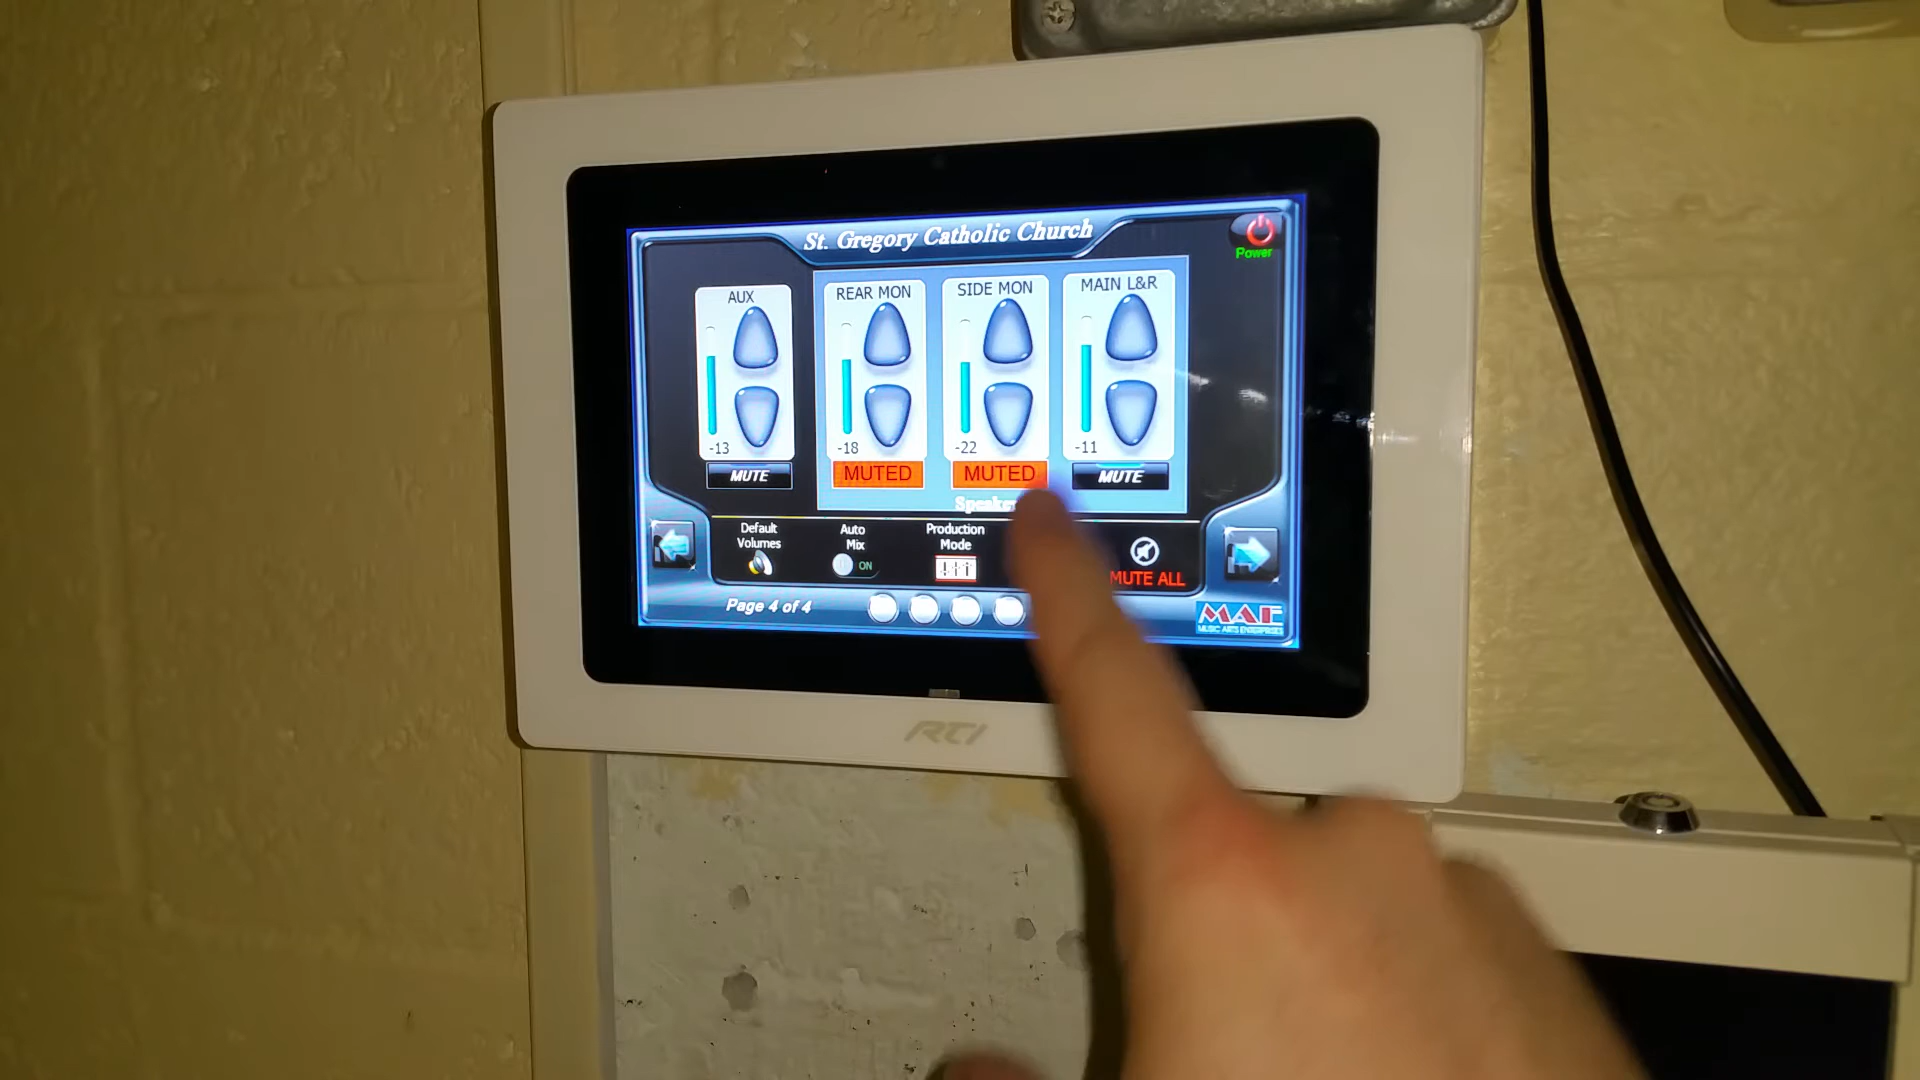 St. Gregory Catholic Church
Power
AUX
REAR MON
SIDE MON
MAIN L&R
-13
-18
-22
-11
MUTE
MUTED
MUTED
MUTE
Default
Volumes
Auto
Mix
ON
Production
Mode
MUTE ALL
Page 4 of 4
MAE
MUSIC ARTS ENTERPRISES
RTI